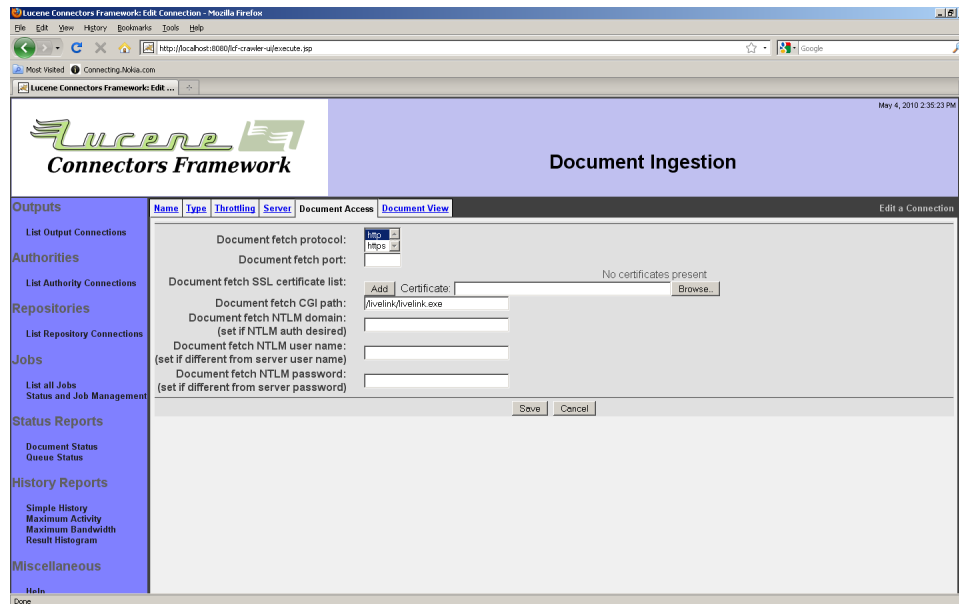 Lucene Connectors Framework: Edit Connection - Mozilla Firefox
File Edit View History Bookmarks Tools Help
http://localhost:8080/lcf-crawler-ui/execute.jsp
Google
Most Visited Connecting.Nokia.com
Lucene Connectors Framework: Edit ...
May 4, 2010 2:35:23 PM
Lucene
Connectors Framework
Document Ingestion
Outputs
Name Type Throttling Server Document Access Document View
Edit a Connection
List Output Connections
Authorities
List Authority Connections
Repositories
List Repository Connections
Jobs
List all Jobs
Status and Job Management
Status Reports
Document Status
Queue Status
History Reports
Simple History
Maximum Activity
Maximum Bandwidth
Result Histogram
Miscellaneous
Help
Document fetch protocol:
http
https
Document fetch port:
Document fetch SSL certificate list:
No certificates present
Add Certificate: Browse...
Document fetch CGI path:
/livelink/livelink.exe
Document fetch NTLM domain:
(set if NTLM auth desired)
Document fetch NTLM user name:
(set if different from server user name)
Document fetch NTLM password:
(set if different from server password)
Save Cancel
Done